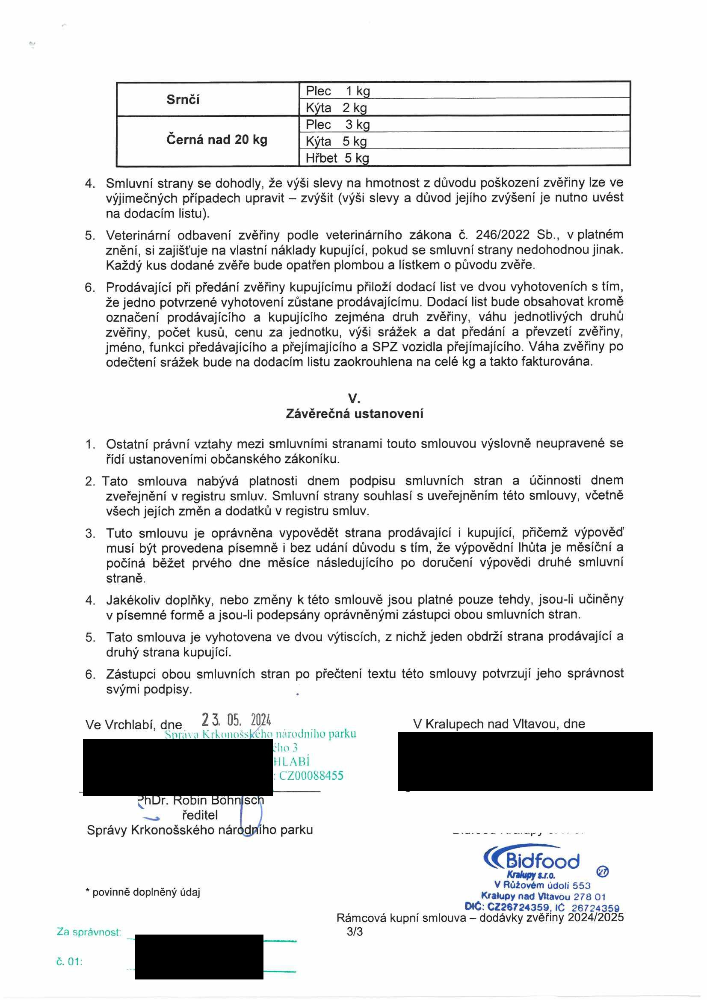 Srnčí
Plec 1 kg
Kýta 2 kg
Černá nad 20 kg
Plec 3 kg
Kýta 5 kg
Hřbet 5 kg
4. Smluvní strany se dohodly, že výši slevy na hmotnost z důvodu poškození zvěřiny lze ve
výjimečných případech upravit – zvýšit (výši slevy a důvod jejího zvýšení je nutno uvést
na dodacím listu).
5. Veterinární odbavení zvěřiny podle veterinárního zákona č. 246/2022 Sb., v platném
znění, si zajišťuje na vlastní náklady kupující, pokud se smluvní strany nedohodnou jinak.
Každý kus dodané zvěře bude opatřen plombou a lístkem o původu zvěře.
6. Prodávající při předání zvěřiny kupujícímu přiloží dodací list ve dvou vyhotoveních s tím,
že jedno potvrzené vyhotovení zůstane prodávajícímu. Dodací list bude obsahovat kromě
označení prodávajícího a kupujícího zejména druh zvěřiny, váhu jednotlivých druhů
zvěřiny, počet kusů, cenu za jednotku, výši srážek a dat předání a převzetí zvěřiny,
jméno, funkci předávajícího a přejímajícího a SPZ vozidla přejímajícího. Váha zvěřiny po
odečtení srážek bude na dodacím listu zaokrouhlena na celé kg a takto fakturována.
V.
Závěrečná ustanovení
1. Ostatní právní vztahy mezi smluvními stranami touto smlouvou výslovně neupravené se
řídí ustanoveními občanského zákoníku.
2. Tato smlouva nabývá platnosti dnem podpisu smluvních stran a účinnosti dnem
zveřejnění v registru smluv. Smluvní strany souhlasí s uveřejněním této smlouvy, včetně
všech jejích změn a dodatků v registru smluv.
3. Tuto smlouvu je oprávněna vypovědět strana prodávající i kupující, přičemž výpověď
musí být provedena písemně i bez udání důvodu s tím, že výpovědní lhůta je měsíční a
počíná běžet prvého dne měsíce následujícího po doručení výpovědi druhé smluvní
straně.
4. Jakékoliv doplňky, nebo změny k této smlouvě jsou platné pouze tehdy, jsou-li učiněny
v písemné formě a jsou-li podepsány oprávněnými zástupci obou smluvních stran.
5. Tato smlouva je vyhotovena ve dvou výtiscích, z nichž jeden obdrží strana prodávající a
druhý strana kupující.
6. Zástupci obou smluvních stran po přečtení textu této smlouvy potvrzují jeho správnost
svými podpisy.
Ve Vrchlabí, dne 23. 05. 2024
V Kralupech nad Vltavou, dne
Správa Krkonošského národního parku
ého 3
HLABÍ
: CZ00088455
PhDr. Robin Böhnisch
ředitel
Správy Krkonošského národního parku
Bidfood
Kralupy s.r.o.
27
V Růžovém údolí 553
Kralupy nad Vltavou 278 01
DIČ: CZ26724359, IČ 26724359
* povinně doplněný údaj
Rámcová kupní smlouva – dodávky zvěřiny 2024/2025
3/3
Za správnost:
č. 01: